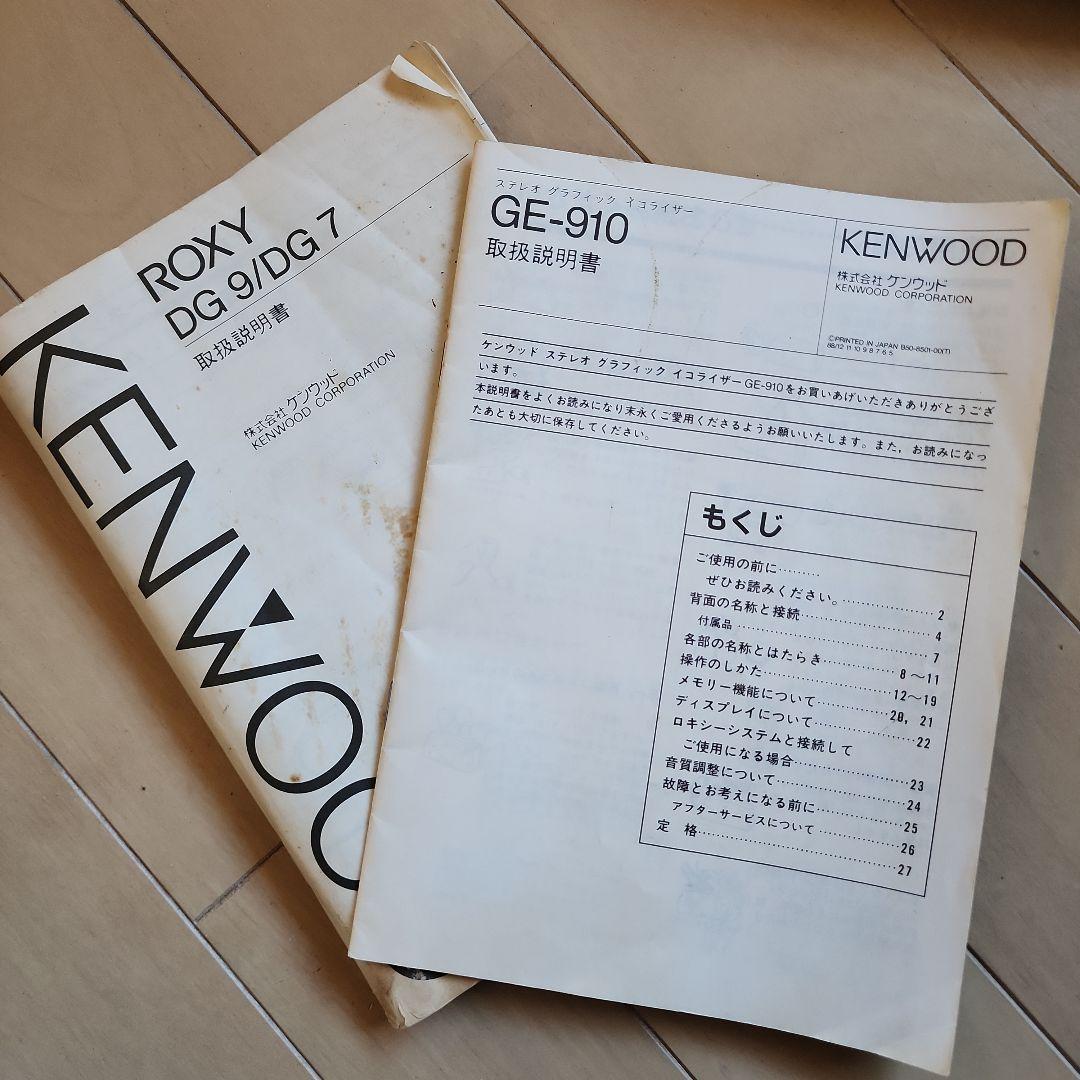 ROXY
DG 9/DG 7
取扱説明書
株式会社 ケンウッド
KENWOOD CORPORATION
KENWOO
ステレオ グラフィック イコライザー
GE-910
取扱説明書
KENWOOD
株式会社 ケンウッド
KENWOOD CORPORATION
©PRINTED IN JAPAN B50-8501-00(T)
88/12 11 10 9 8 7 6 5
ケンウッド ステレオ グラフィック イコライザー GE-910をお買いあげいただきありがとうござ
います。
本説明書をよくお読みになり末永くご愛用くださるようお願いいたします。また，お読みになっ
たあとも大切に保存してください。
もくじ
ご使用の前に………
ぜひお読みください。……………… 2
背面の名称と接続……………………… 4
付属品 …………………………………… 7
各部の名称とはたらき……………… 8～11
操作のしかた……………………… 12～19
メモリー機能について…………… 20，21
ディスプレイについて……………… 22
ロキシーシステムと接続して
ご使用になる場合………………… 23
音質調整について…………………… 24
故障とお考えになる前に…………… 25
アフターサービスについて ………… 26
定 格………………………………… 27